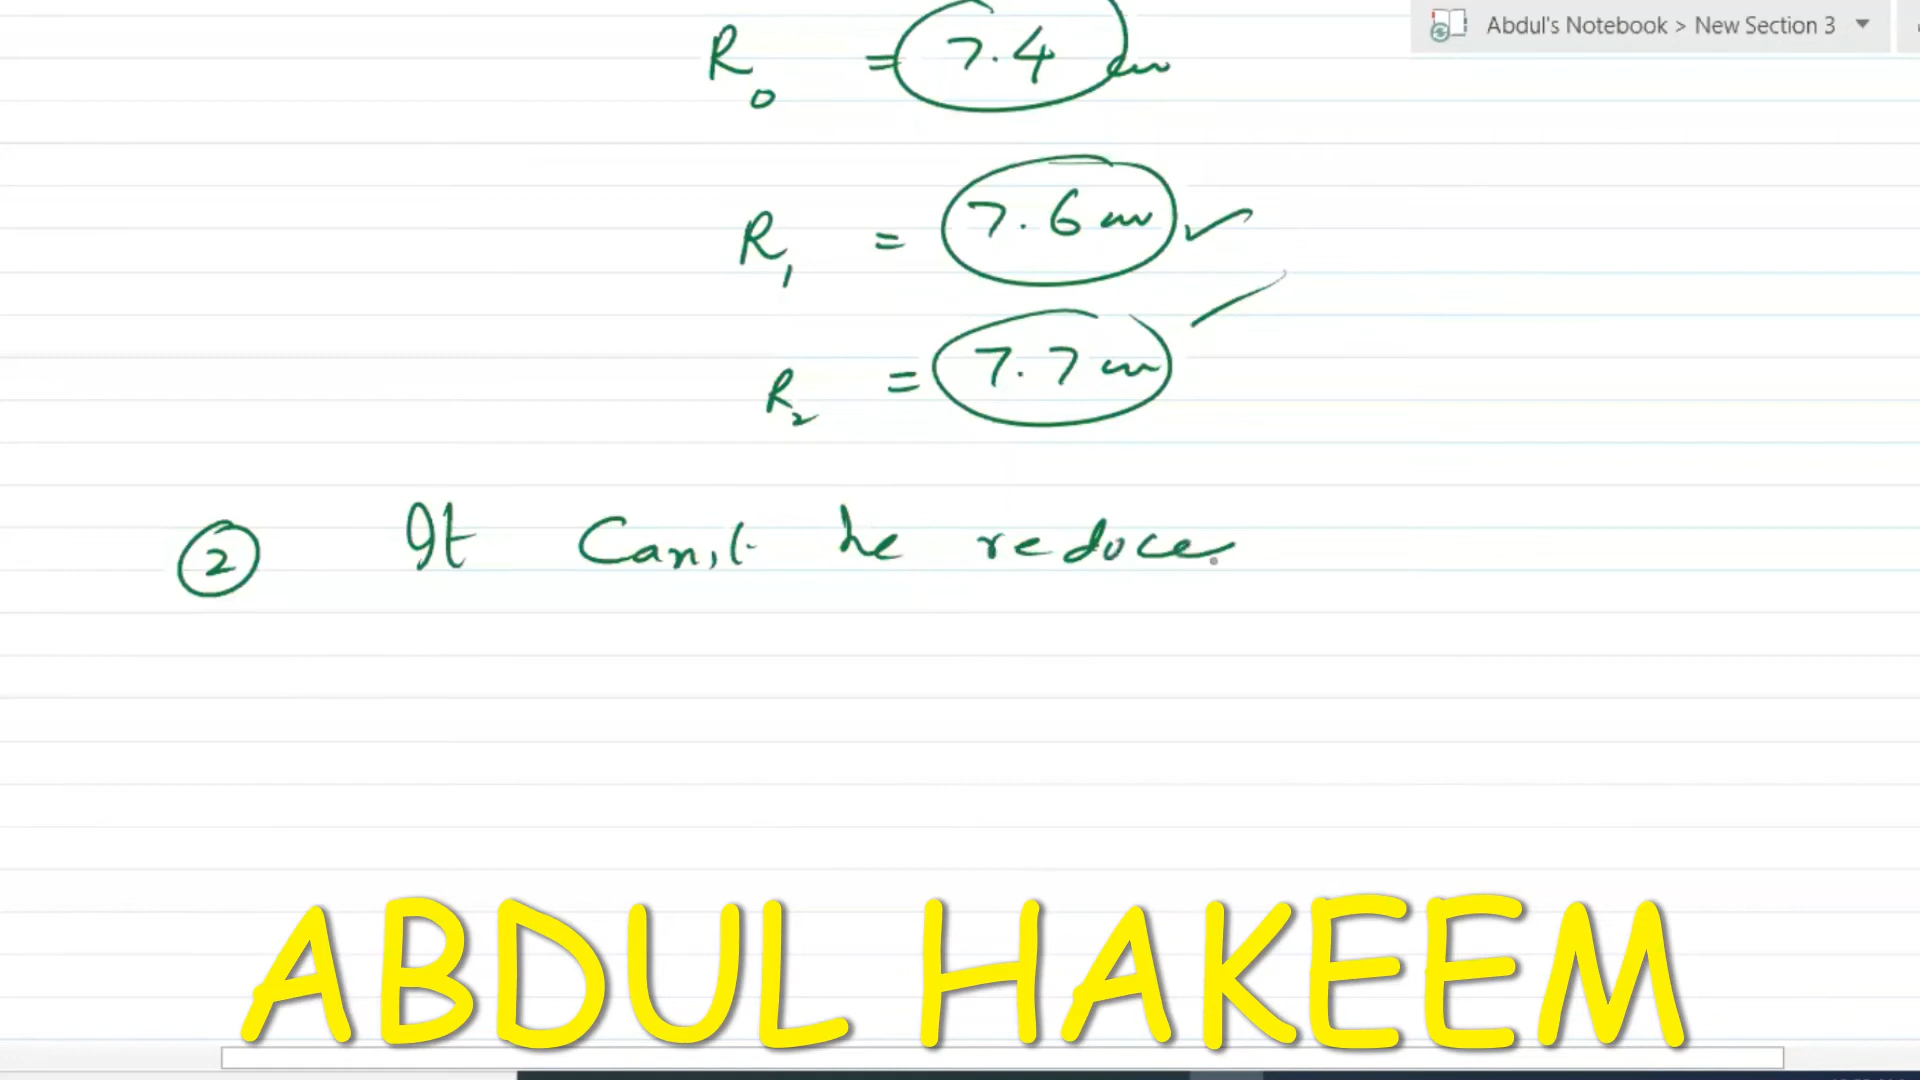 Abdul's Notebook > New Section 3
R0 = 7.4 cm
R1 = 7.6 cm
R2 = 7.7 cm
2 It Can,t be reduce
ABDUL HAKEEM